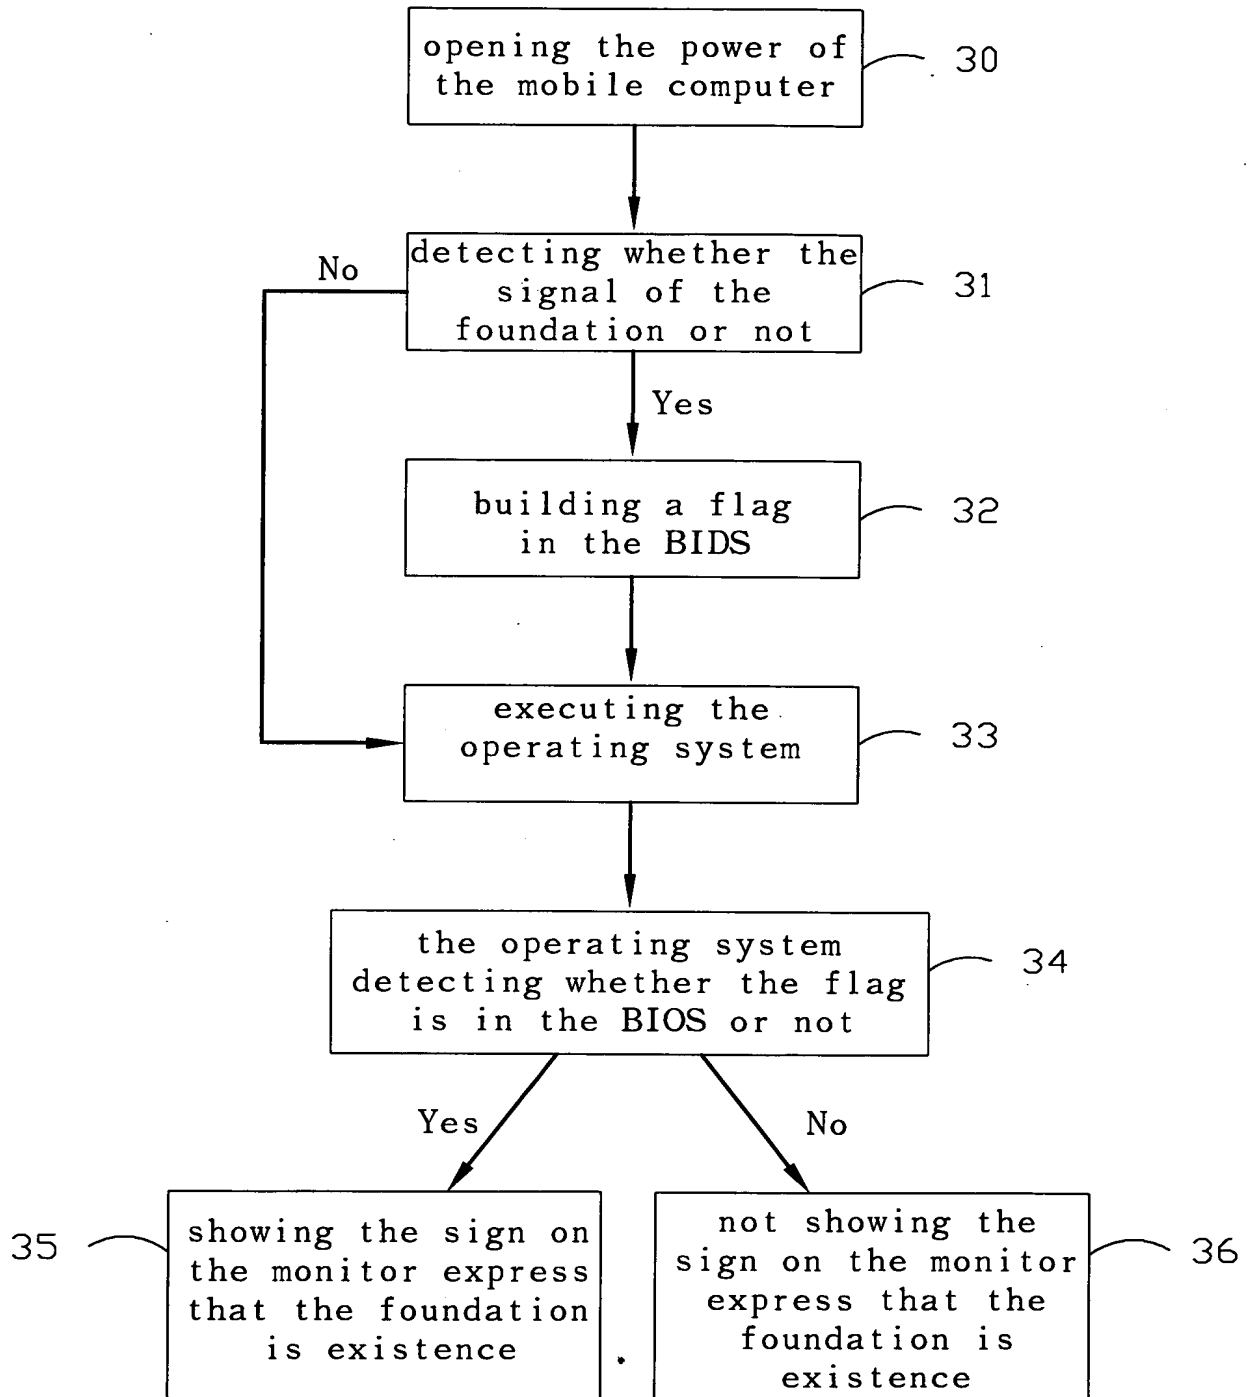 opening the power of
the mobile computer
30
detecting whether the
signal of the
foundation or not
31
No
Yes
building a flag
in the BIDS
32
executing the
operating system
33
the operating system
detecting whether the flag
is in the BIOS or not
34
Yes
No
35
showing the sign on
the monitor express
that the foundation
is existence
not showing the
sign on the monitor
express that the
foundation is
existence
36